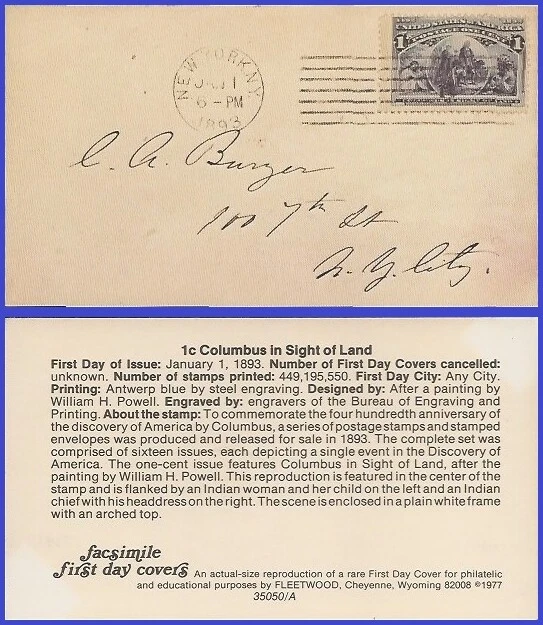 UNITED STATES OF AMERICA
1 POSTAGE ONE CENT 1
NEW YORK N.Y.
JAN 1
6 - PM
1893
C. A. Burger
100 7th St
N. Y. City.
1c Columbus in Sight of Land
First Day of Issue: January 1, 1893. Number of First Day Covers cancelled:
unknown. Number of stamps printed: 449,195,550. First Day City: Any City.
Printing: Antwerp blue by steel engraving. Designed by: After a painting by
William H. Powell. Engraved by: engravers of the Bureau of Engraving and
Printing. About the stamp: To commemorate the four hundredth anniversary of
the discovery of America by Columbus, a series of postage stamps and stamped
envelopes was produced and released for sale in 1893. The complete set was
comprised of sixteen issues, each depicting a single event in the Discovery of
America. The one-cent issue features Columbus in Sight of Land, after the
painting by William H. Powell. This reproduction is featured in the center of the
stamp and is flanked by an Indian woman and her child on the left and an Indian
chief with his headdress on the right. The scene is enclosed in a plain white frame
with an arched top.
facsimile
first day covers An actual-size reproduction of a rare First Day Cover for philatelic
and educational purposes by FLEETWOOD, Cheyenne, Wyoming 82008 ©1977
35050/A